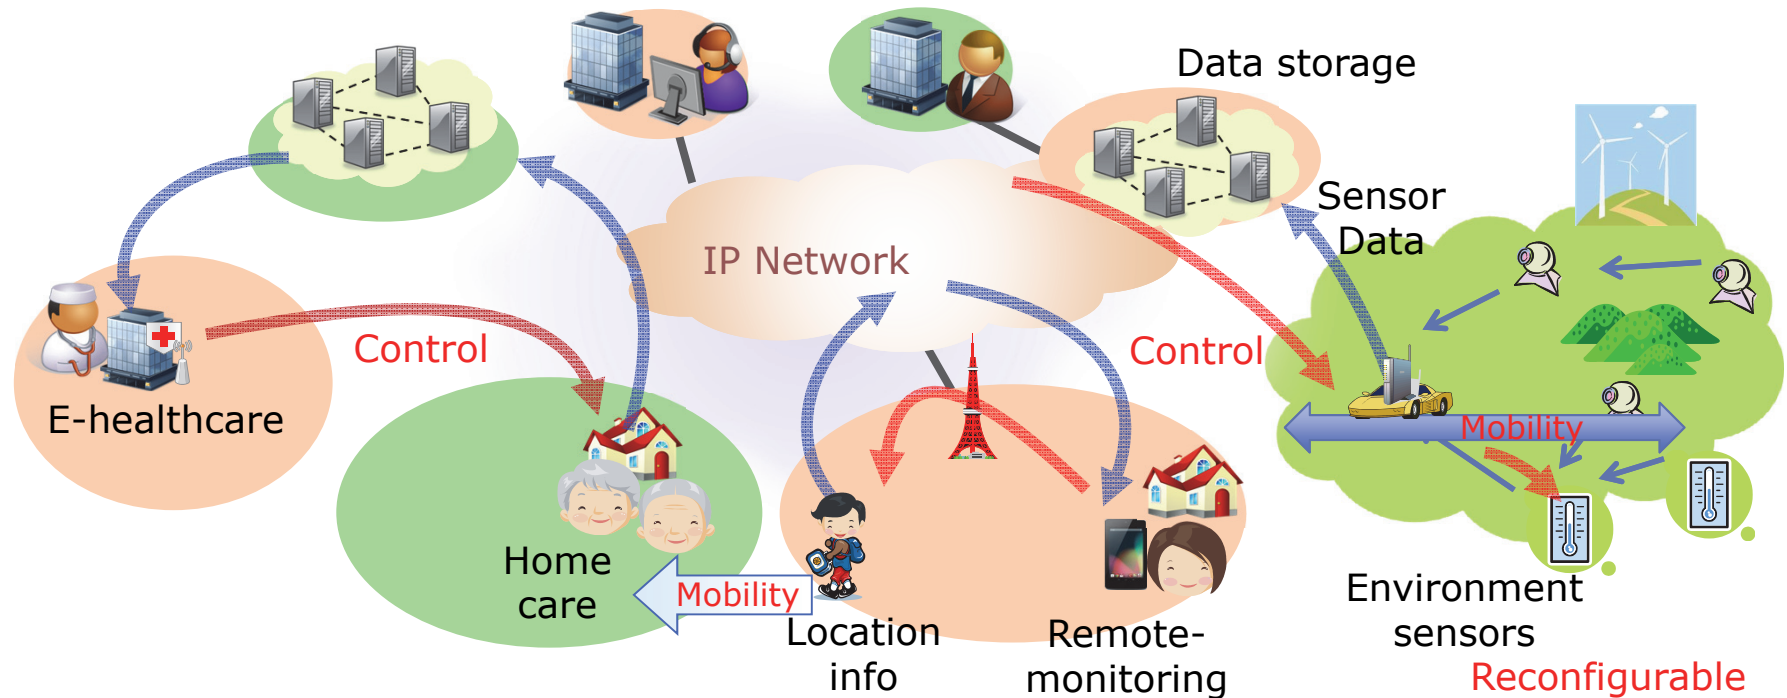 Data storage
Sensor
Data
IP Network
Control
Control
E-healthcare
Mobility
Home
care
Mobility
Location
info
Remote-
monitoring
Environment
sensors
Reconfigurable